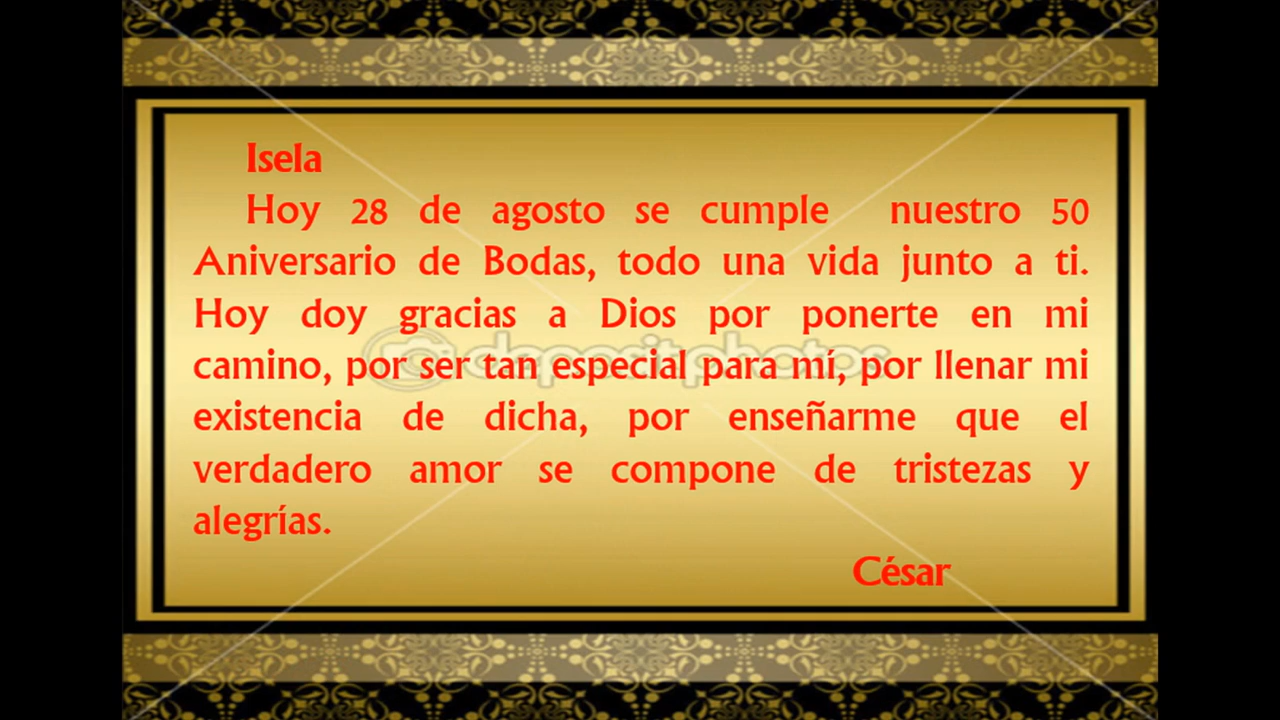 Isela
Hoy 28 de agosto se cumple nuestro 50
Aniversario de Bodas, todo una vida junto a ti.
Hoy doy gracias a Dios por ponerte en mi
camino, por ser tan especial para mí, por llenar mi
existencia de dicha, por enseñarme que el
verdadero amor se compone de tristezas y
alegrías.
César
depositphotos